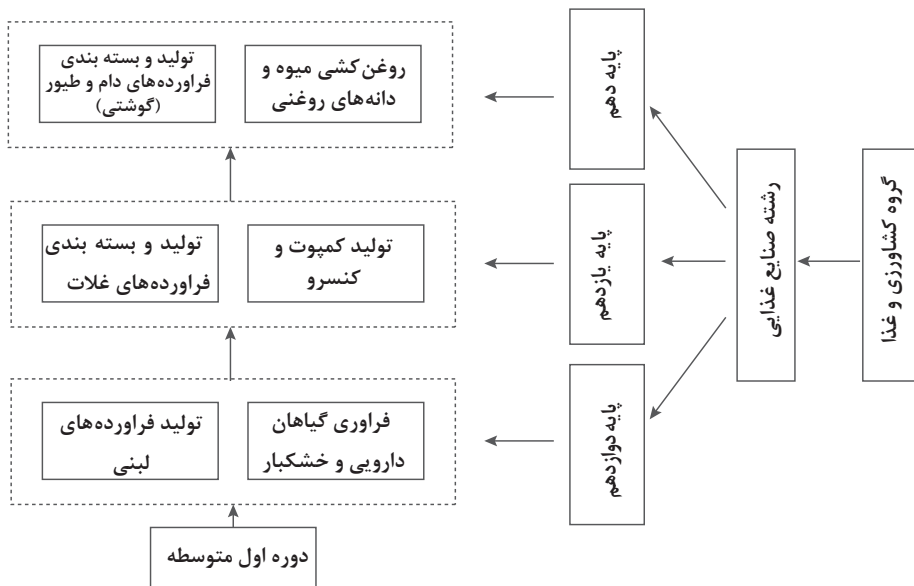 گروه کشاورزی و غذا
رشته صنایع غذایی
پایه دهم
روغن‌کشی میوه و
دانه‌های روغنی
تولید و بسته بندی
فراورده‌های دام و طیور
(گوشتی)
پایه یازدهم
تولید کمپوت و
کنسرو
تولید و بسته بندی
فراورده‌های غلات
پایه دوازدهم
فراوری گیاهان
دارویی و خشکبار
تولید فراورده‌های
لبنی
دوره اول متوسطه